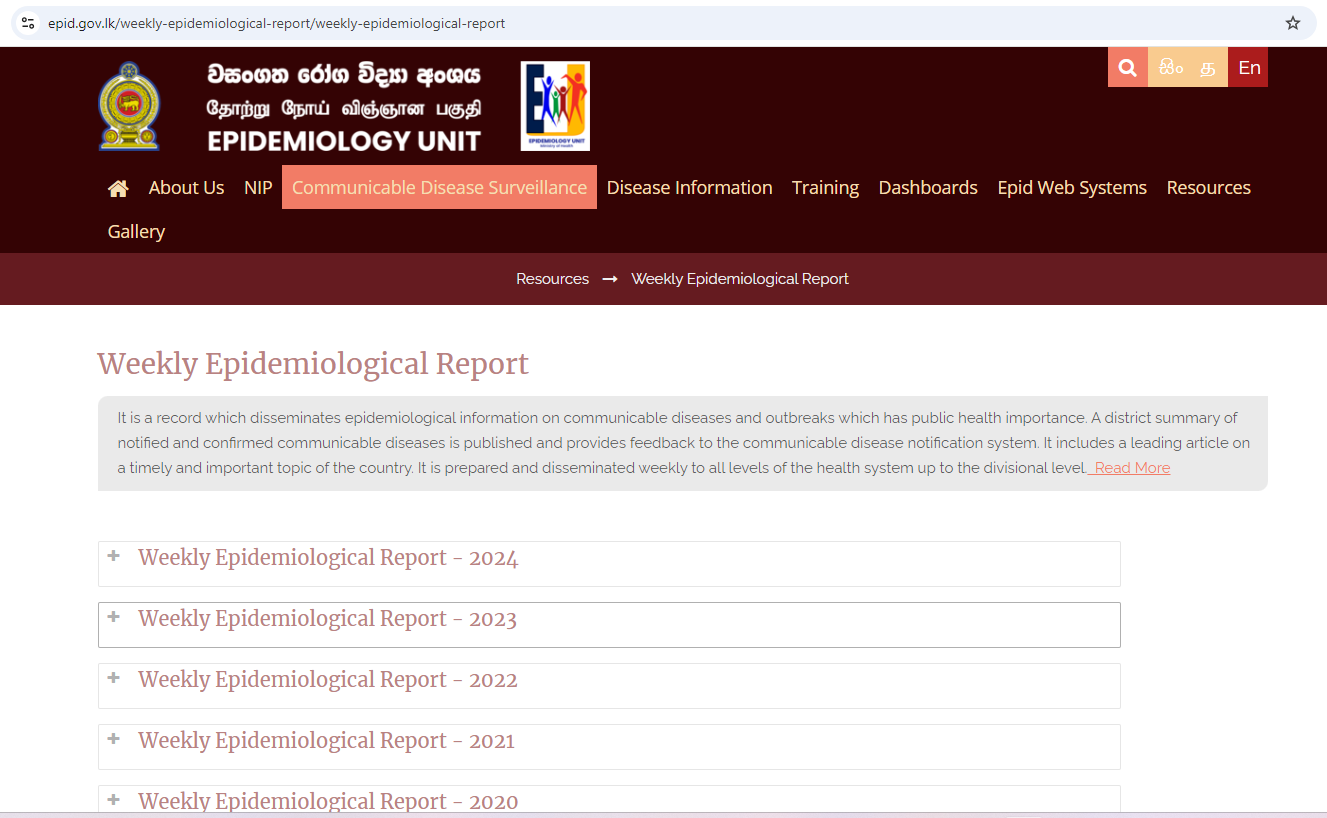 epid.gov.lk/weekly-epidemiological-report/weekly-epidemiological-report
වසංගත රෝග විද්‍යා අංශය
தோற்று நோய் விஞ்ஞான பகுதி
EPIDEMIOLOGY UNIT
EPIDEMIOLOGY UNIT
Ministry of Health
සිං த En
About Us NIP Communicable Disease Surveillance Disease Information Training Dashboards Epid Web Systems Resources
Gallery
Resources → Weekly Epidemiological Report
Weekly Epidemiological Report
It is a record which disseminates epidemiological information on communicable diseases and outbreaks which has public health importance. A district summary of
notified and confirmed communicable diseases is published and provides feedback to the communicable disease notification system. It includes a leading article on
a timely and important topic of the country. It is prepared and disseminated weekly to all levels of the health system up to the divisional level. Read More
+ Weekly Epidemiological Report - 2024
+ Weekly Epidemiological Report - 2023
+ Weekly Epidemiological Report - 2022
+ Weekly Epidemiological Report - 2021
+ Weekly Epidemiological Report - 2020